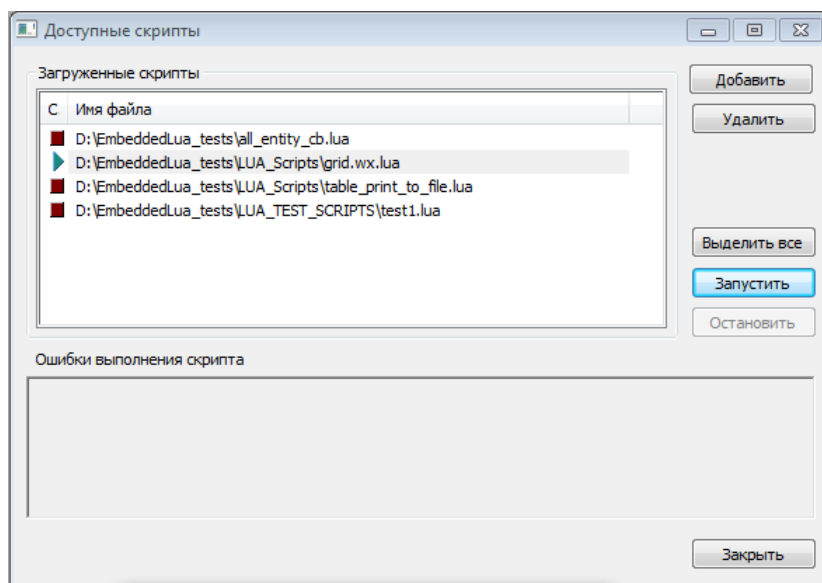 Доступные скрипты
Загруженные скрипты
Добавить
С Имя файла
Удалить
D:\EmbeddedLua_tests\all_entity_cb.lua
D:\EmbeddedLua_tests\LUA_Scripts\grid.wx.lua
D:\EmbeddedLua_tests\LUA_Scripts\table_print_to_file.lua
D:\EmbeddedLua_tests\LUA_TEST_SCRIPTS\test1.lua
Выделить все
Запустить
Остановить
Ошибки выполнения скрипта
Закрыть